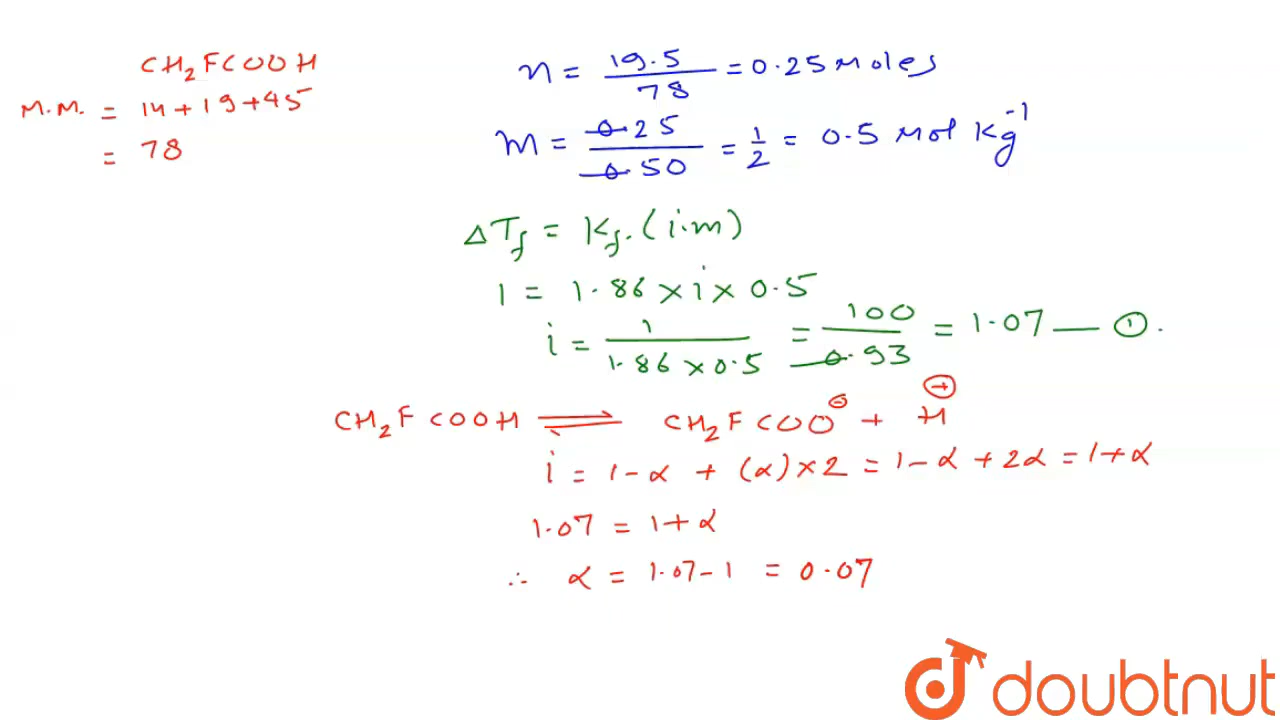 CH₂FCOOH
M.M. = 14+19+45
= 78
n = 19.5/78 = 0.25 Moles
m = 0.25/0.50 = 1/2 = 0.5 Mol Kg⁻¹
ΔTf = Kf.(i.m)
1 = 1.86 × i × 0.5
i = 1/1.86×0.5 = 100/0.93 = 1.07 — ①.
CH₂FCOOH ⇌ CH₂FCOO⊖ + H⊕
i = 1-α + (α)×2 = 1-α+2α = 1+α
1.07 = 1+α
∴ α = 1.07-1 = 0.07
doubtnut